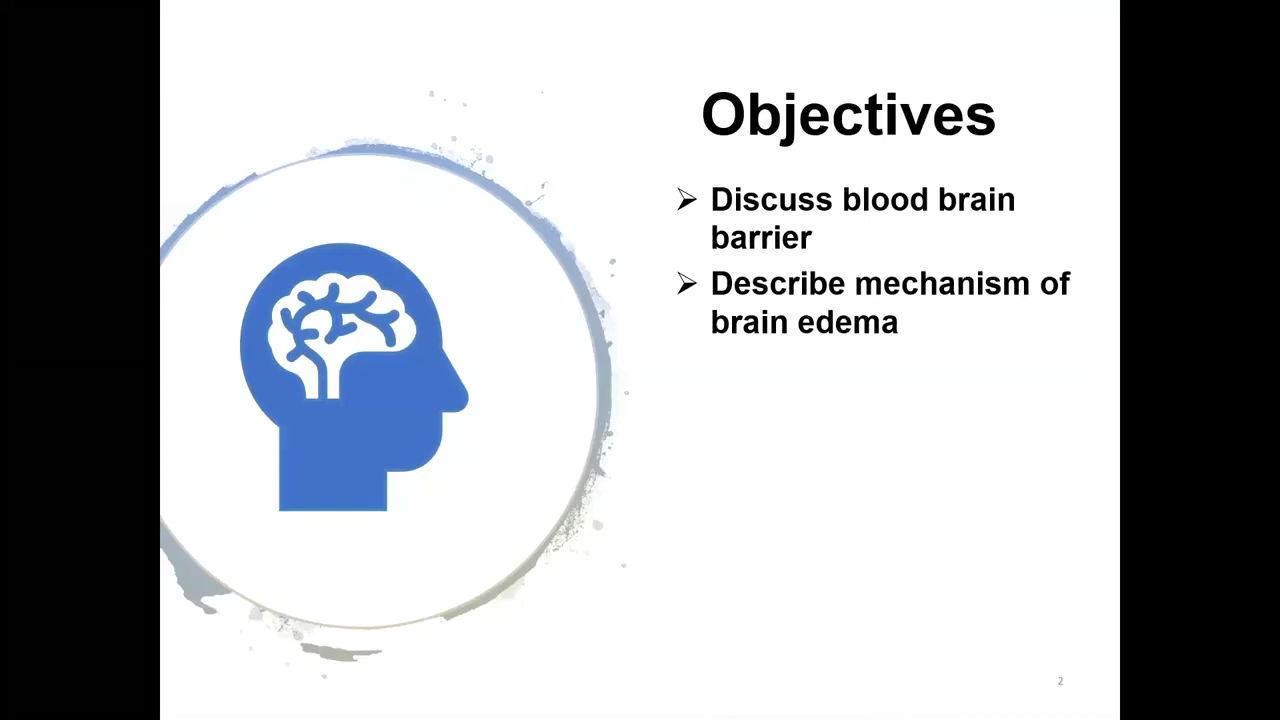 Objectives
➢ Discuss blood brain
barrier
➢ Describe mechanism of
brain edema
2